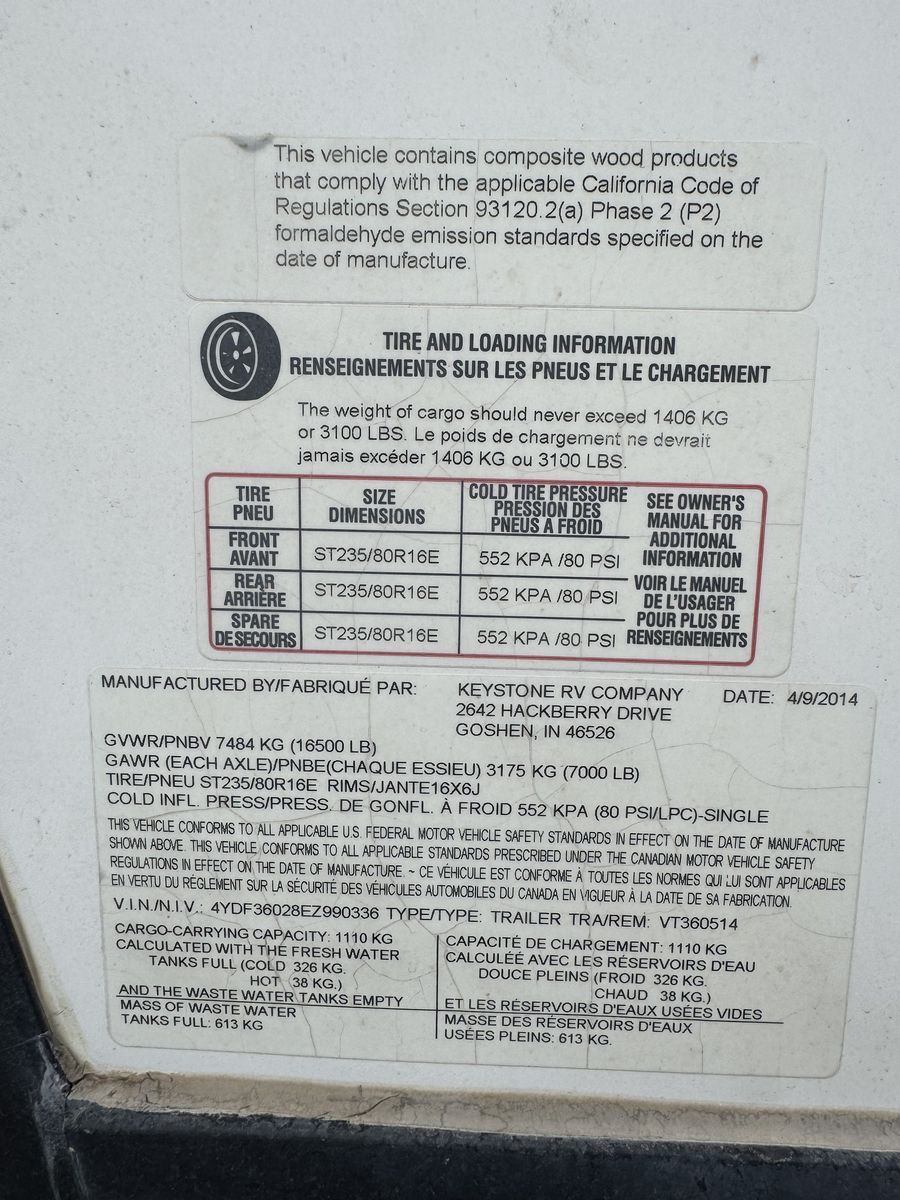 This vehicle contains composite wood products
that comply with the applicable California Code of
Regulations Section 93120.2(a) Phase 2 (P2)
formaldehyde emission standards specified on the
date of manufacture.
TIRE AND LOADING INFORMATION
RENSEIGNEMENTS SUR LES PNEUS ET LE CHARGEMENT
The weight of cargo should never exceed 1406 KG
or 3100 LBS. Le poids de chargement ne devrait
jamais excéder 1406 KG ou 3100 LBS.
TIRE
PNEU
SIZE
DIMENSIONS
COLD TIRE PRESSURE
PRESSION DES
PNEUS A FROID
FRONT
AVANT
ST235/80R16E
552 KPA /80 PSI
REAR
ARRIÈRE
ST235/80R16E
552 KPA /80 PSI
SPARE
DE SECOURS
ST235/80R16E
552 KPA /80 PSI
SEE OWNER'S
MANUAL FOR
ADDITIONAL
INFORMATION
VOIR LE MANUEL
DE L'USAGER
POUR PLUS DE
RENSEIGNEMENTS
MANUFACTURED BY/FABRIQUÉ PAR: KEYSTONE RV COMPANY DATE: 4/9/2014
2642 HACKBERRY DRIVE
GOSHEN, IN 46526
GVWR/PNBV 7484 KG (16500 LB)
GAWR (EACH AXLE)/PNBE(CHAQUE ESSIEU) 3175 KG (7000 LB)
TIRE/PNEU ST235/80R16E RIMS/JANTE16X6J
COLD INFL. PRESS/PRESS. DE GONFL. À FROID 552 KPA (80 PSI/LPC)-SINGLE
THIS VEHICLE CONFORMS TO ALL APPLICABLE U.S. FEDERAL MOTOR VEHICLE SAFETY STANDARDS IN EFFECT ON THE DATE OF MANUFACTURE
SHOWN ABOVE. THIS VEHICLE CONFORMS TO ALL APPLICABLE STANDARDS PRESCRIBED UNDER THE CANADIAN MOTOR VEHICLE SAFETY
REGULATIONS IN EFFECT ON THE DATE OF MANUFACTURE. ~ CE VÉHICULE EST CONFORME À TOUTES LES NORMES QUI LUI SONT APPLICABLES
EN VERTU DU RÈGLEMENT SUR LA SÉCURITÉ DES VÉHICULES AUTOMOBILES DU CANADA EN VIGUEUR À LA DATE DE SA FABRICATION.
V.I.N./N.I.V.: 4YDF36028EZ990336 TYPE/TYPE: TRAILER TRA/REM: VT360514
CARGO-CARRYING CAPACITY: 1110 KG
CALCULATED WITH THE FRESH WATER
TANKS FULL (COLD 326 KG.
HOT 38 KG.)
AND THE WASTE WATER TANKS EMPTY
MASS OF WASTE WATER
TANKS FULL: 613 KG
CAPACITÉ DE CHARGEMENT: 1110 KG
CALCULÉE AVEC LES RÉSERVOIRS D'EAU
DOUCE PLEINS (FROID 326 KG.
CHAUD 38 KG.)
ET LES RÉSERVOIRS D'EAUX USÉES VIDES
MASSE DES RÉSERVOIRS D'EAUX
USÉES PLEINS: 613 KG.